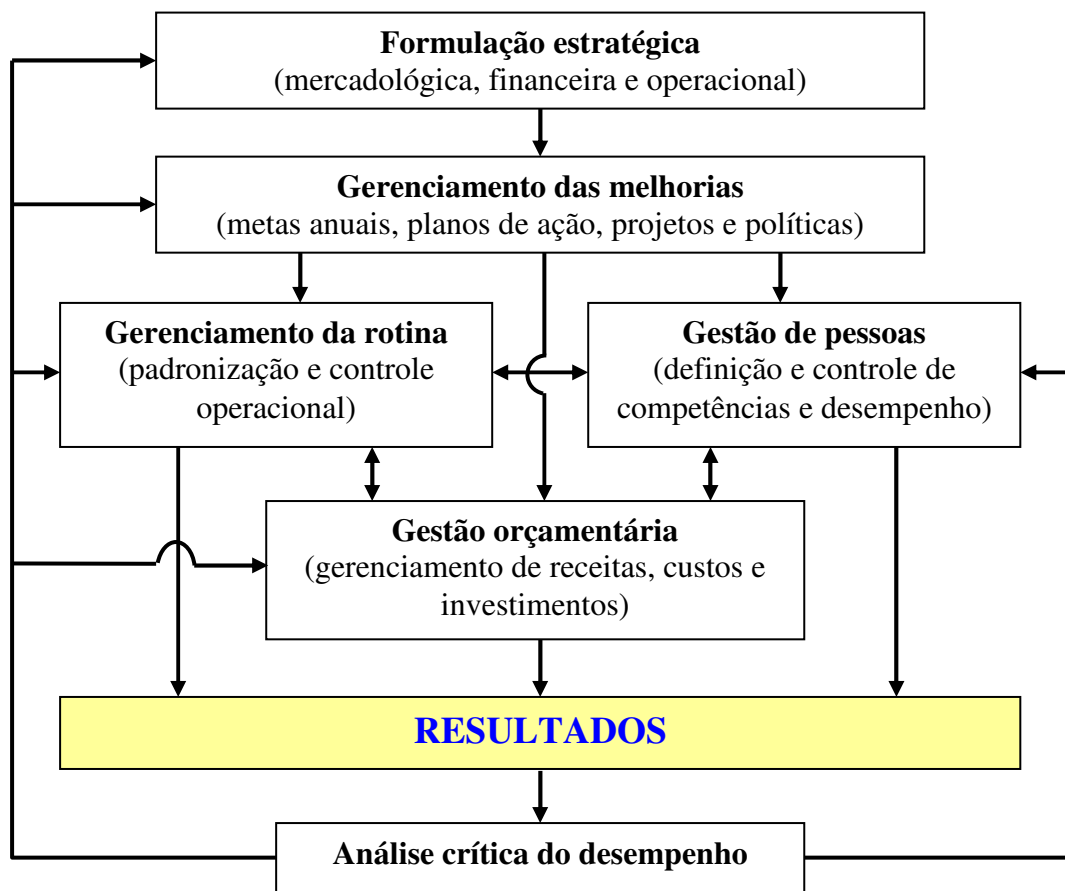 Formulação estratégica
(mercadológica, financeira e operacional)
Gerenciamento das melhorias
(metas anuais, planos de ação, projetos e políticas)
Gerenciamento da rotina
(padronização e controle
operacional)
Gestão de pessoas
(definição e controle de
competências e desempenho)
Gestão orçamentária
(gerenciamento de receitas, custos e
investimentos)
RESULTADOS
Análise crítica do desempenho